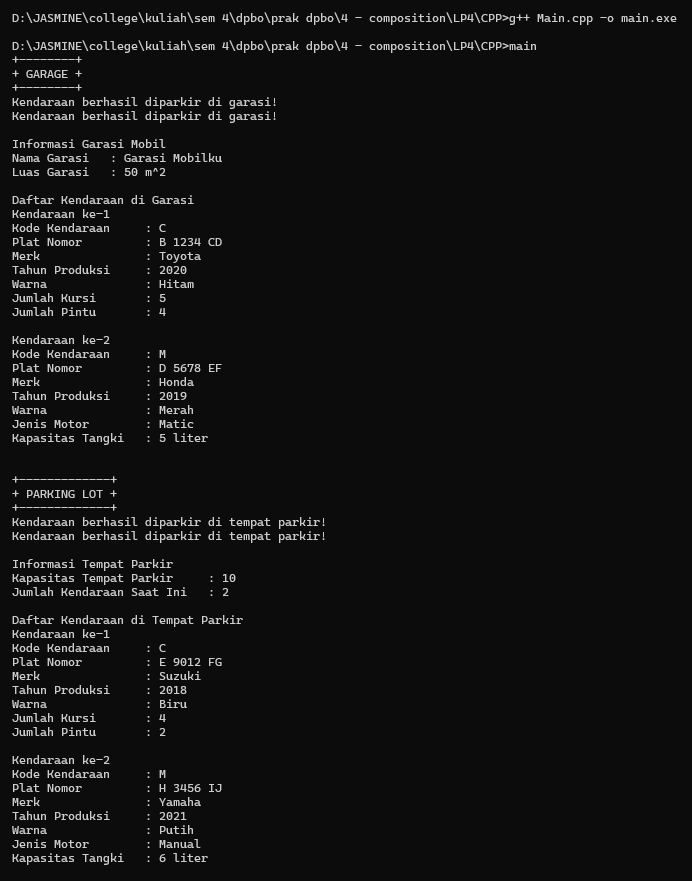 D:\JASMINE\college\kuliah\sem 4\dpbo\prak dpbo\4 - composition\LP4\CPP>g++ Main.cpp -o main.exe
D:\JASMINE\college\kuliah\sem 4\dpbo\prak dpbo\4 - composition\LP4\CPP>main
+--------+
+ GARAGE +
+--------+
Kendaraan berhasil diparkir di garasi!
Kendaraan berhasil diparkir di garasi!
Informasi Garasi Mobil
Nama Garasi : Garasi Mobilku
Luas Garasi : 50 m^2
Daftar Kendaraan di Garasi
Kendaraan ke-1
Kode Kendaraan : C
Plat Nomor : B 1234 CD
Merk : Toyota
Tahun Produksi : 2020
Warna : Hitam
Jumlah Kursi : 5
Jumlah Pintu : 4
Kendaraan ke-2
Kode Kendaraan : M
Plat Nomor : D 5678 EF
Merk : Honda
Tahun Produksi : 2019
Warna : Merah
Jenis Motor : Matic
Kapasitas Tangki : 5 liter
+-------------+
+ PARKING LOT +
+-------------+
Kendaraan berhasil diparkir di tempat parkir!
Kendaraan berhasil diparkir di tempat parkir!
Informasi Tempat Parkir
Kapasitas Tempat Parkir : 10
Jumlah Kendaraan Saat Ini : 2
Daftar Kendaraan di Tempat Parkir
Kendaraan ke-1
Kode Kendaraan : C
Plat Nomor : E 9012 FG
Merk : Suzuki
Tahun Produksi : 2018
Warna : Biru
Jumlah Kursi : 4
Jumlah Pintu : 2
Kendaraan ke-2
Kode Kendaraan : M
Plat Nomor : H 3456 IJ
Merk : Yamaha
Tahun Produksi : 2021
Warna : Putih
Jenis Motor : Manual
Kapasitas Tangki : 6 liter